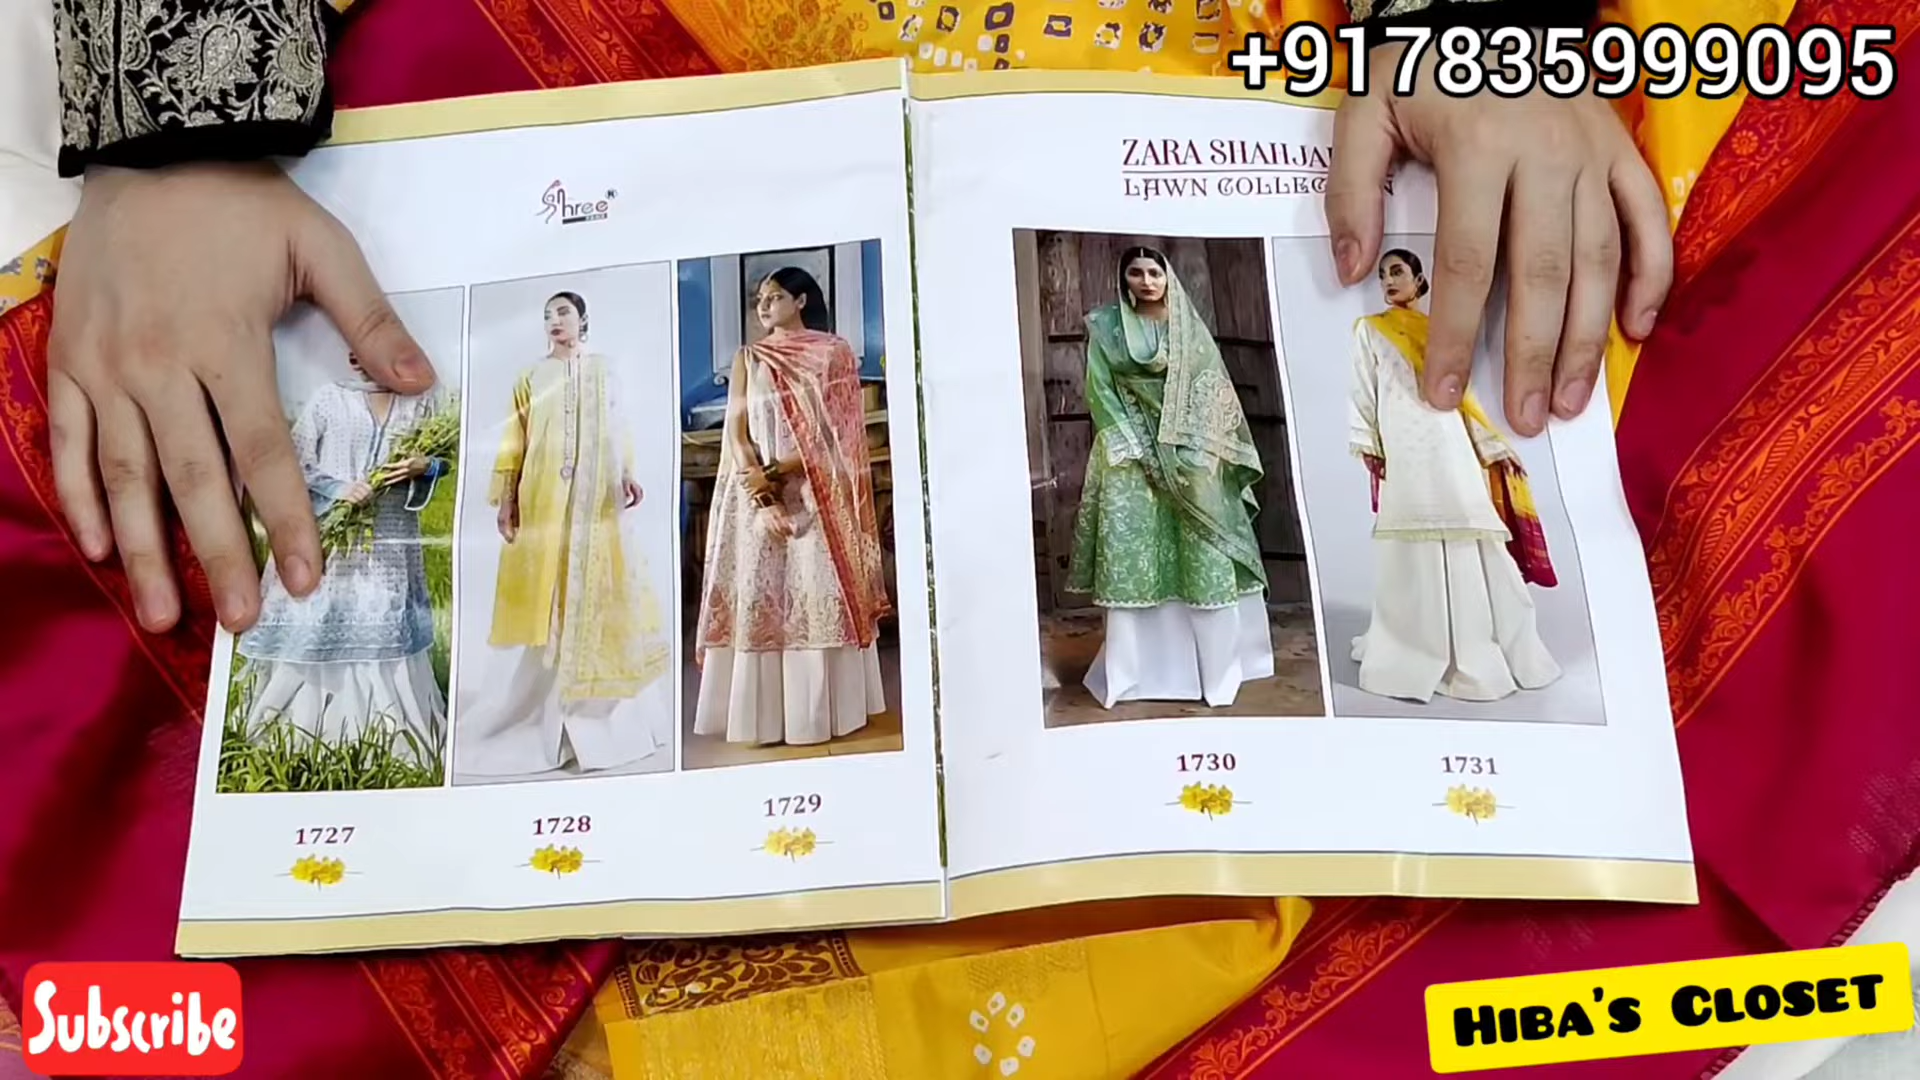 +917835999095
Shree
ZARA SHAHJA
LAWN COLLEC N
1727
1728
1729
1730
1731
Subscribe
HIBA'S CLOSET